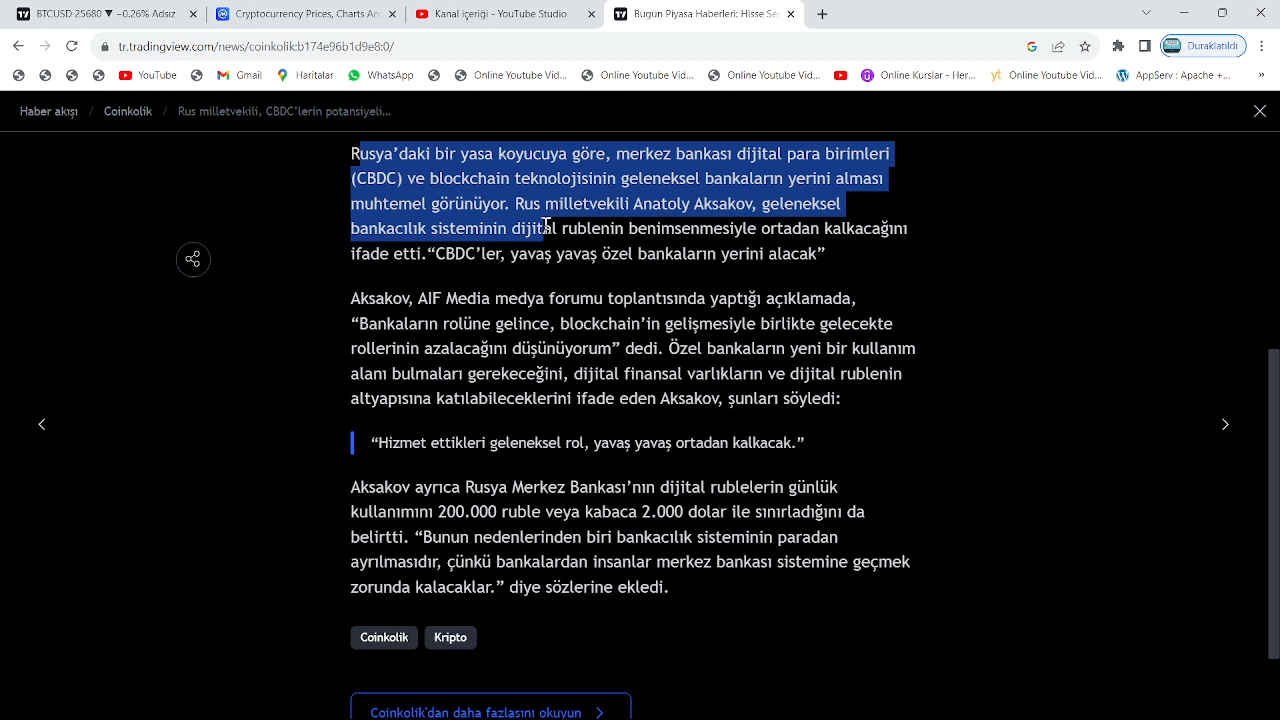 BTCUSD 25680 ▼ −0.26% Adsız
Cryptocurrency Prices, Charts An
Kanal içeriği - YouTube Studio
Bugün Piyasa Haberleri: Hisse Se
tr.tradingview.com/news/coinkolik:b174e96b1d9e8:0/
Duraklatıldı
YouTube
Gmail
Haritalar
WhatsApp
Online Youtube Vid...
Online Youtube Vid...
Online Youtube Vid...
Online Kurslar - Her...
Online Youtube Vid...
AppServ : Apache +...
Haber akışı / Coinkolik / Rus milletvekili, CBDC’lerin potansiyeli...
Rusya’daki bir yasa koyucuya göre, merkez bankası dijital para birimleri
(CBDC) ve blockchain teknolojisinin geleneksel bankaların yerini alması
muhtemel görünüyor. Rus milletvekili Anatoly Aksakov, geleneksel
bankacılık sisteminin dijital rublenin benimsenmesiyle ortadan kalkacağını
ifade etti.“CBDC’ler, yavaş yavaş özel bankaların yerini alacak”
Aksakov, AIF Media medya forumu toplantısında yaptığı açıklamada,
“Bankaların rolüne gelince, blockchain’in gelişmesiyle birlikte gelecekte
rollerinin azalacağını düşünüyorum” dedi. Özel bankaların yeni bir kullanım
alanı bulmaları gerekeceğini, dijital finansal varlıkların ve dijital rublenin
altyapısına katılabileceklerini ifade eden Aksakov, şunları söyledi:
“Hizmet ettikleri geleneksel rol, yavaş yavaş ortadan kalkacak.”
Aksakov ayrıca Rusya Merkez Bankası’nın dijital rublelerin günlük
kullanımını 200.000 ruble veya kabaca 2.000 dolar ile sınırladığını da
belirtti. “Bunun nedenlerinden biri bankacılık sisteminin paradan
ayrılmasıdır, çünkü bankalardan insanlar merkez bankası sistemine geçmek
zorunda kalacaklar.” diye sözlerine ekledi.
Coinkolik
Kripto
Coinkolik'dan daha fazlasını okuyun